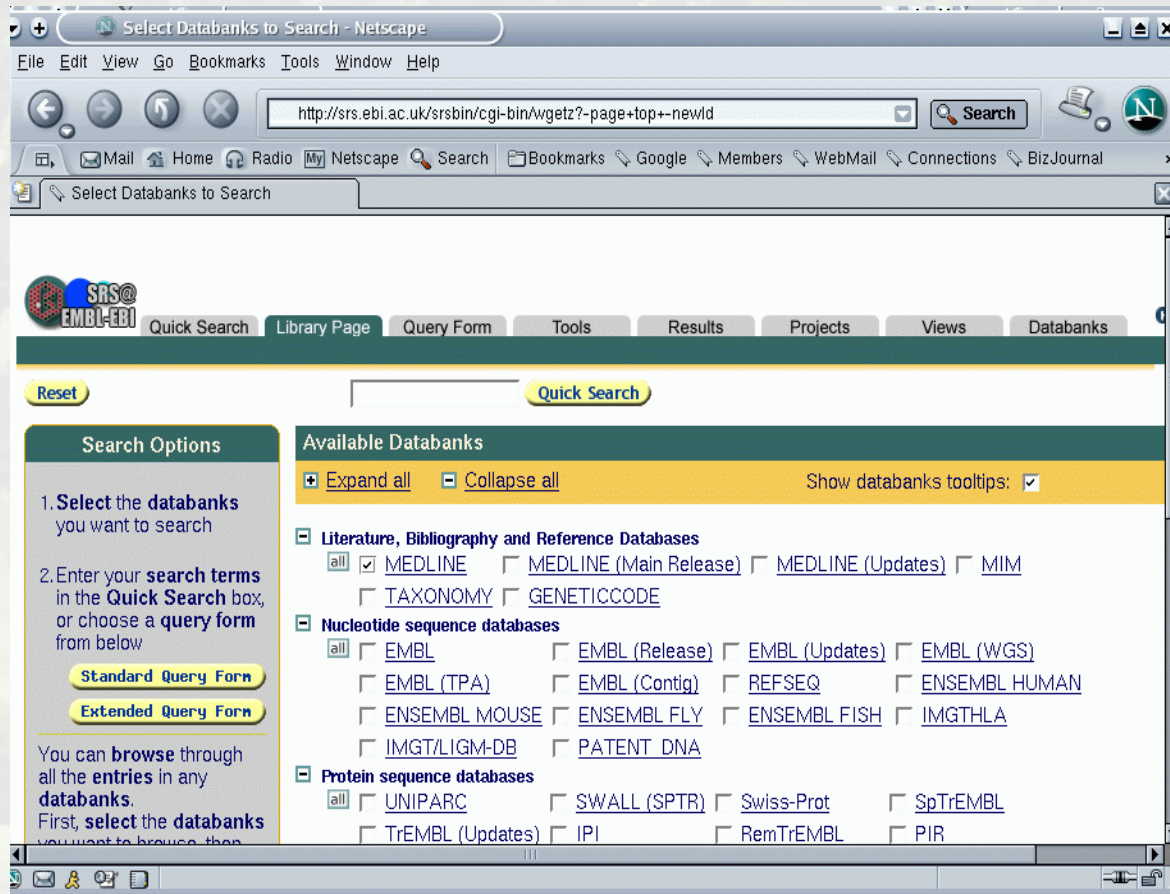 Select Databanks to Search - Netscape
File Edit View Go Bookmarks Tools Window Help
http://srs.ebi.ac.uk/srsbin/cgi-bin/wgetz?-page+top+-newId
Search
N
Mail Home Radio My Netscape Search Bookmarks Google Members WebMail Connections BizJournal
Select Databanks to Search
SRS@
EMBL-EBI
Quick Search Library Page Query Form Tools Results Projects Views Databanks
Reset Quick Search
Search Options
1. Select the databanks
you want to search
2. Enter your search terms
in the Quick Search box,
or choose a query form
from below
Standard Query Form
Extended Query Form
You can browse through
all the entries in any
databanks.
First, select the databanks
you want to browse, then
Available Databanks
Expand all Collapse all Show databanks tooltips:
Literature, Bibliography and Reference Databases
all MEDLINE MEDLINE (Main Release) MEDLINE (Updates) MIM
TAXONOMY GENETICCODE
Nucleotide sequence databases
all EMBL EMBL (Release) EMBL (Updates) EMBL (WGS)
EMBL (TPA) EMBL (Contig) REFSEQ ENSEMBL HUMAN
ENSEMBL MOUSE ENSEMBL FLY ENSEMBL FISH IMGTHLA
IMGT/LIGM-DB PATENT_DNA
Protein sequence databases
all UNIPARC SWALL (SPTR) Swiss-Prot SpTrEMBL
TrEMBL (Updates) IPI RemTrEMBL PIR